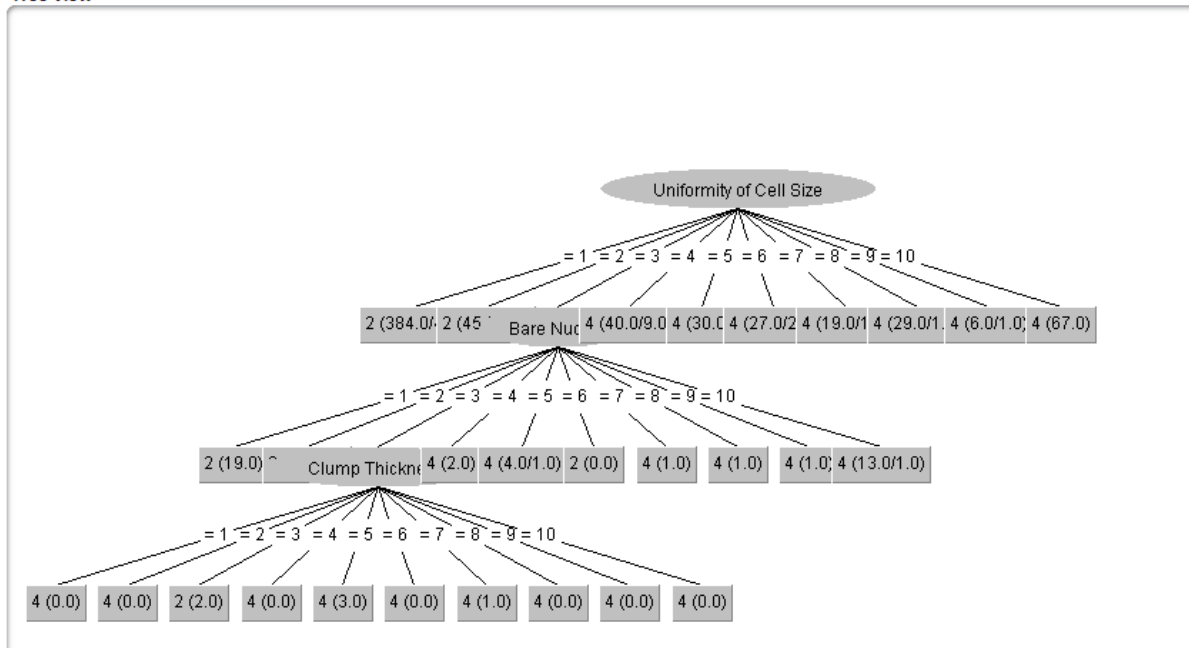 Uniformity of Cell Size
= 1 = 2 = 3 = 4 = 5 = 6 = 7 = 8 = 9 = 10
2 (384.0/ 2 (45 Bare Nuc 4 (40.0/9.0 4 (30.0 4 (27.0/2 4 (19.0/1 4 (29.0/1. 4 (6.0/1.0) 4 (67.0)
= 1 = 2 = 3 = 4 = 5 = 6 = 7 = 8 = 9 = 10
2 (19.0) Clump Thickne 4 (2.0) 4 (4.0/1.0) 2 (0.0) 4 (1.0) 4 (1.0) 4 (1.0) 4 (13.0/1.0)
= 1 = 2 = 3 = 4 = 5 = 6 = 7 = 8 = 9 = 10
4 (0.0) 4 (0.0) 2 (2.0) 4 (0.0) 4 (3.0) 4 (0.0) 4 (1.0) 4 (0.0) 4 (0.0) 4 (0.0)